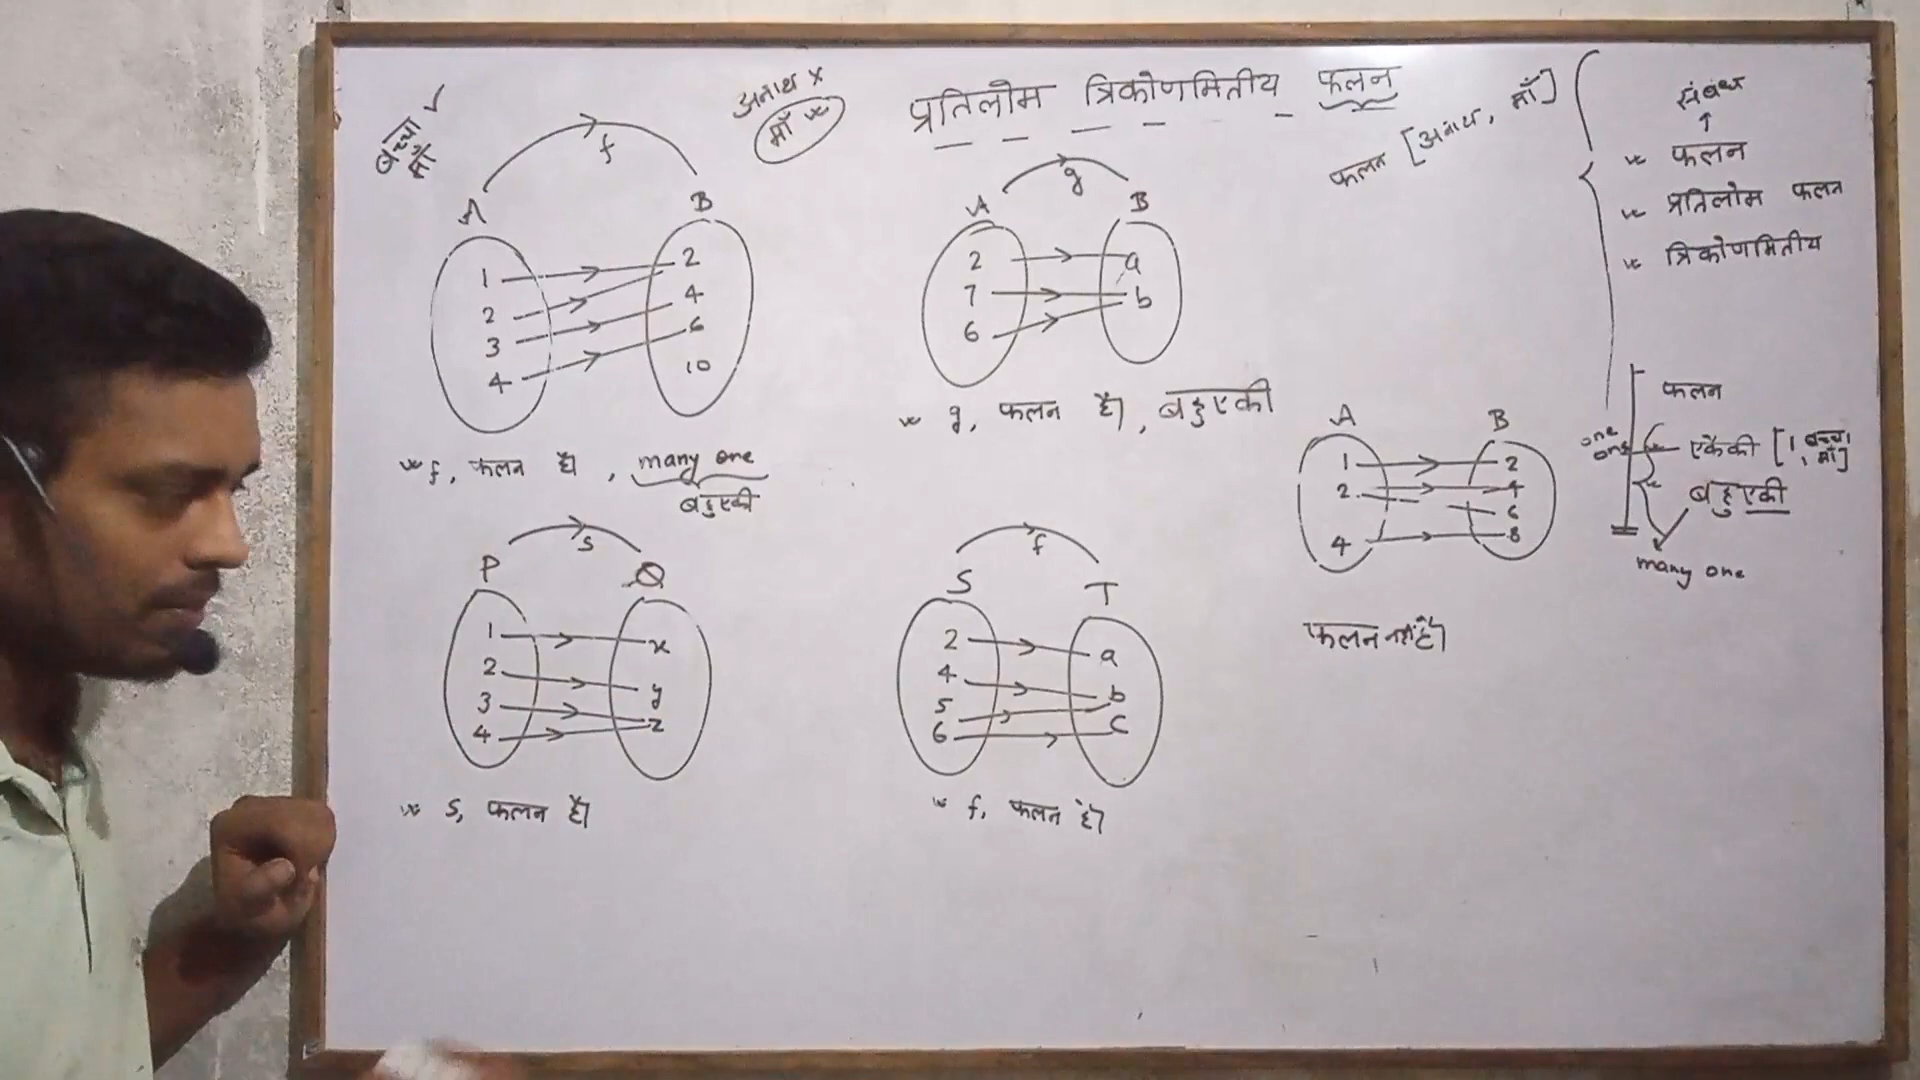 प्रतिलोम त्रिकोणमितीय फलन
बच्चा ✓
माँ
अनाथ ×
माँ
फलन [अनाथ, माँ]
संबंध
↑
फलन
प्रतिलोम फलन
त्रिकोणमितीय
f
A B
1 2
2 4
3 6
4 10
f, फलन है, many one
बहुएकी
g
A B
2 a
7 b
6
g, फलन है, बहुएकी
A B
1 2
2 4
6
4 8
फलन नहीं है
फलन
one one एकैकी [1 बच्चा, 1 माँ]
बहुएकी
many one
s
P Q
1 x
2 y
3 z
4
s, फलन है
f
S T
2 a
4 b
5 c
6
f, फलन है